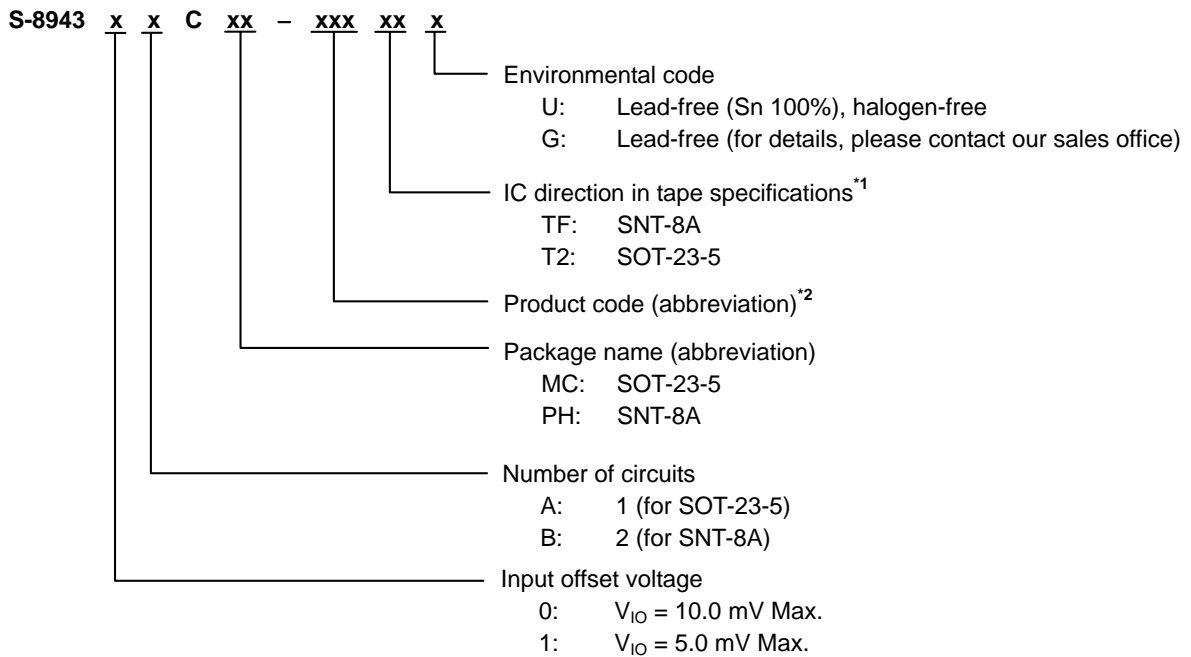 S-8943 x x C xx – xxx xx x
Environmental code
U: Lead-free (Sn 100%), halogen-free
G: Lead-free (for details, please contact our sales office)
IC direction in tape specifications*1
TF: SNT-8A
T2: SOT-23-5
Product code (abbreviation)*2
Package name (abbreviation)
MC: SOT-23-5
PH: SNT-8A
Number of circuits
A: 1 (for SOT-23-5)
B: 2 (for SNT-8A)
Input offset voltage
0: VIO = 10.0 mV Max.
1: VIO = 5.0 mV Max.